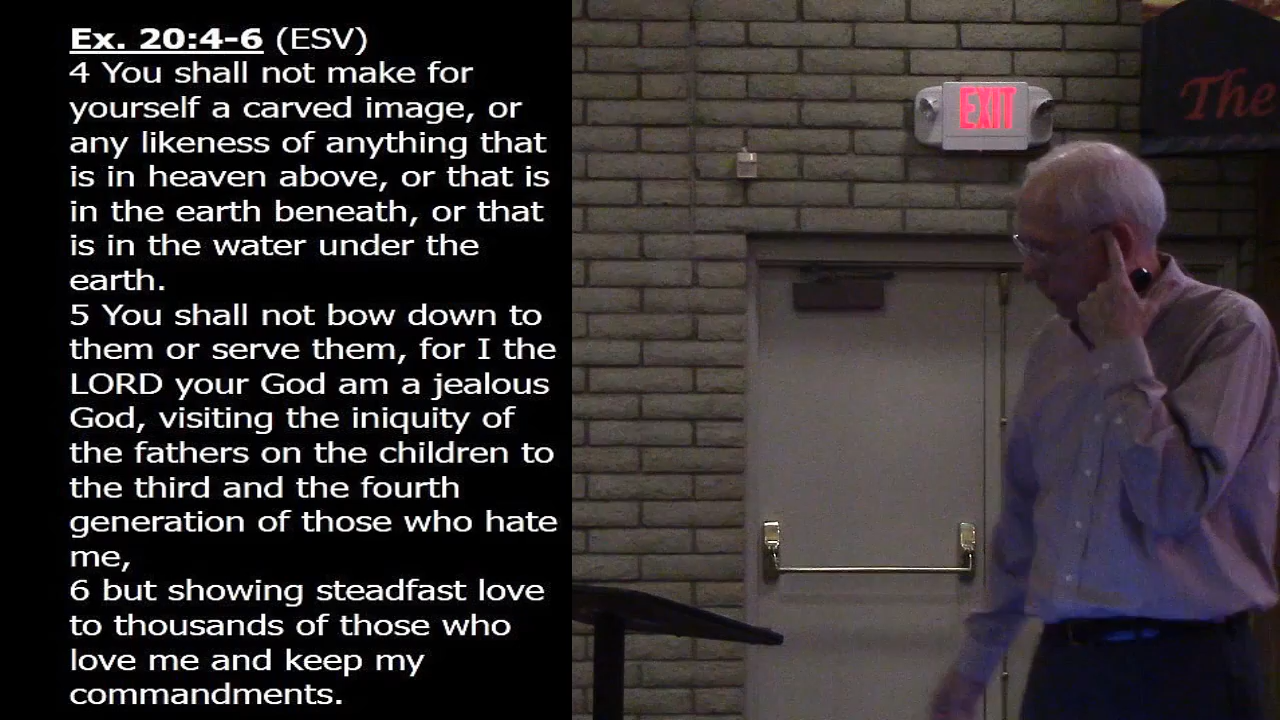 Ex. 20:4-6 (ESV)
4 You shall not make for
yourself a carved image, or
any likeness of anything that
is in heaven above, or that is
in the earth beneath, or that
is in the water under the
earth.
5 You shall not bow down to
them or serve them, for I the
LORD your God am a jealous
God, visiting the iniquity of
the fathers on the children to
the third and the fourth
generation of those who hate
me,
6 but showing steadfast love
to thousands of those who
love me and keep my
commandments.
EXIT
The